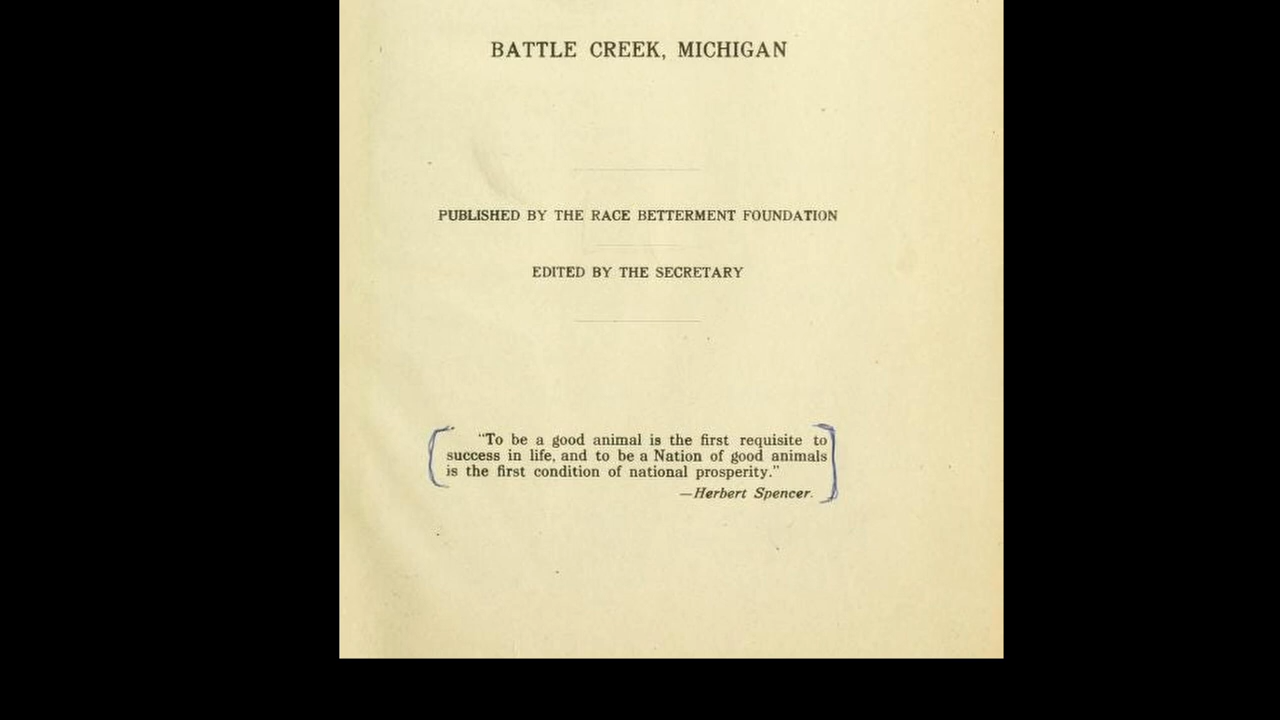 BATTLE CREEK, MICHIGAN
PUBLISHED BY THE RACE BETTERMENT FOUNDATION
EDITED BY THE SECRETARY
"To be a good animal is the first requisite to
success in life, and to be a Nation of good animals
is the first condition of national prosperity."
—Herbert Spencer.